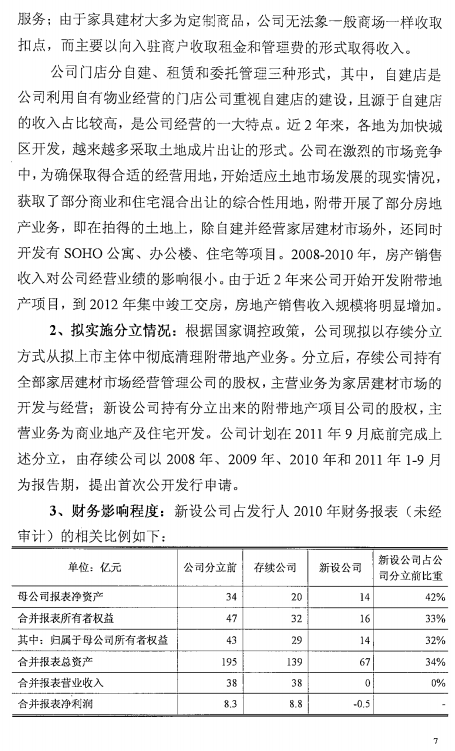 服务；由于家具建材大多为定制商品，公司无法象一般商场一样收取
扣点，而主要以向入驻商户收取租金和管理费的形式取得收入。
公司门店分自建、租赁和委托管理三种形式，其中，自建店是
公司利用自有物业经营的门店公司重视自建店的建设，且源于自建店
的收入占比较高，是公司经营的一大特点。近 2 年来，各地为加快城
区开发，越来越多采取土地成片出让的形式。公司在激烈的市场竞争
中，为确保取得合适的经营用地，开始适应土地市场发展的现实情况，
获取了部分商业和住宅混合出让的综合性用地，附带开展了部分房地
产业务，即在拍得的土地上，除自建并经营家居建材市场外，还同时
开发有 SOHO 公寓、办公楼、住宅等项目。2008-2010 年，房产销售
收入对公司经营业绩的影响很小。由于近 2 年来公司开始开发附带地
产项目，到 2012 年集中竣工交房，房地产销售收入规模将明显增加。
2、拟实施分立情况：根据国家调控政策，公司现拟以存续分立
方式从拟上市主体中彻底清理附带地产业务。分立后，存续公司持有
全部家居建材市场经营管理公司的股权，主营业务为家居建材市场的
开发与经营；新设公司持有分立出来的附带地产项目公司的股权，主
营业务为商业地产及住宅开发。公司计划在 2011 年 9 月底前完成上
述分立，由存续公司以 2008 年、2009 年、2010 年和 2011 年 1-9 月
为报告期，提出首次公开发行申请。
3、财务影响程度：新设公司占发行人 2010 年财务报表（未经
审计）的相关比例如下：
单位：亿元 公司分立前 存续公司 新设公司 新设公司占公司分立前比重
母公司报表净资产 34 20 14 42%
合并报表所有者权益 47 32 16 33%
其中：归属于母公司所有者权益 43 29 14 32%
合并报表总资产 195 139 67 34%
合并报表营业收入 38 38 0 0%
合并报表净利润 8.3 8.8 -0.5 -
7